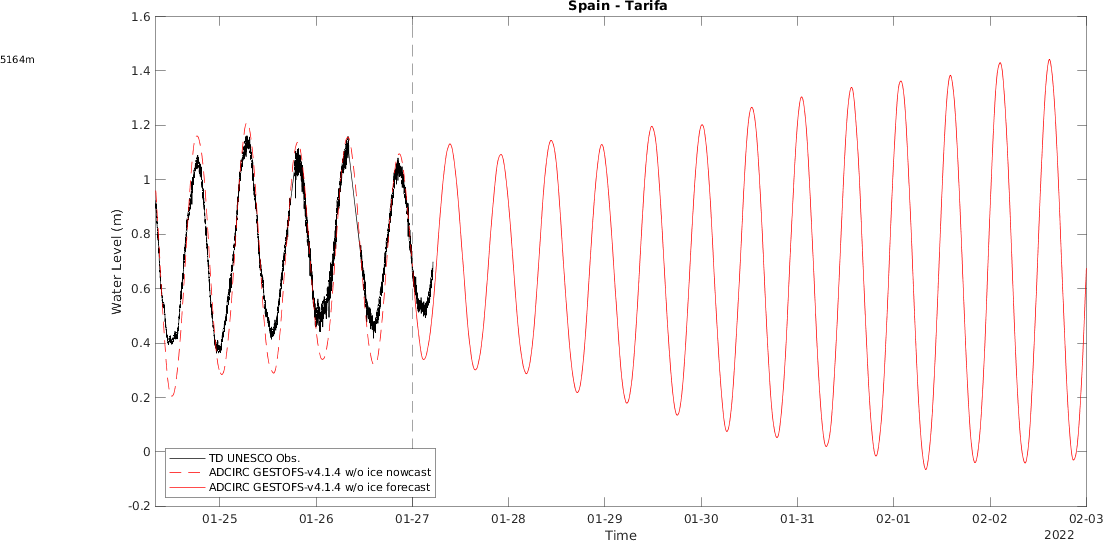 Spain - Tarifa
5164m
1.6
1.4
1.2
1
0.8
0.6
0.4
0.2
0
-0.2
Water Level (m)
TD UNESCO Obs.
ADCIRC GESTOFS-v4.1.4 w/o ice nowcast
ADCIRC GESTOFS-v4.1.4 w/o ice forecast
01-25 01-26 01-27 01-28 01-29 01-30 01-31 02-01 02-02 02-03
Time
2022